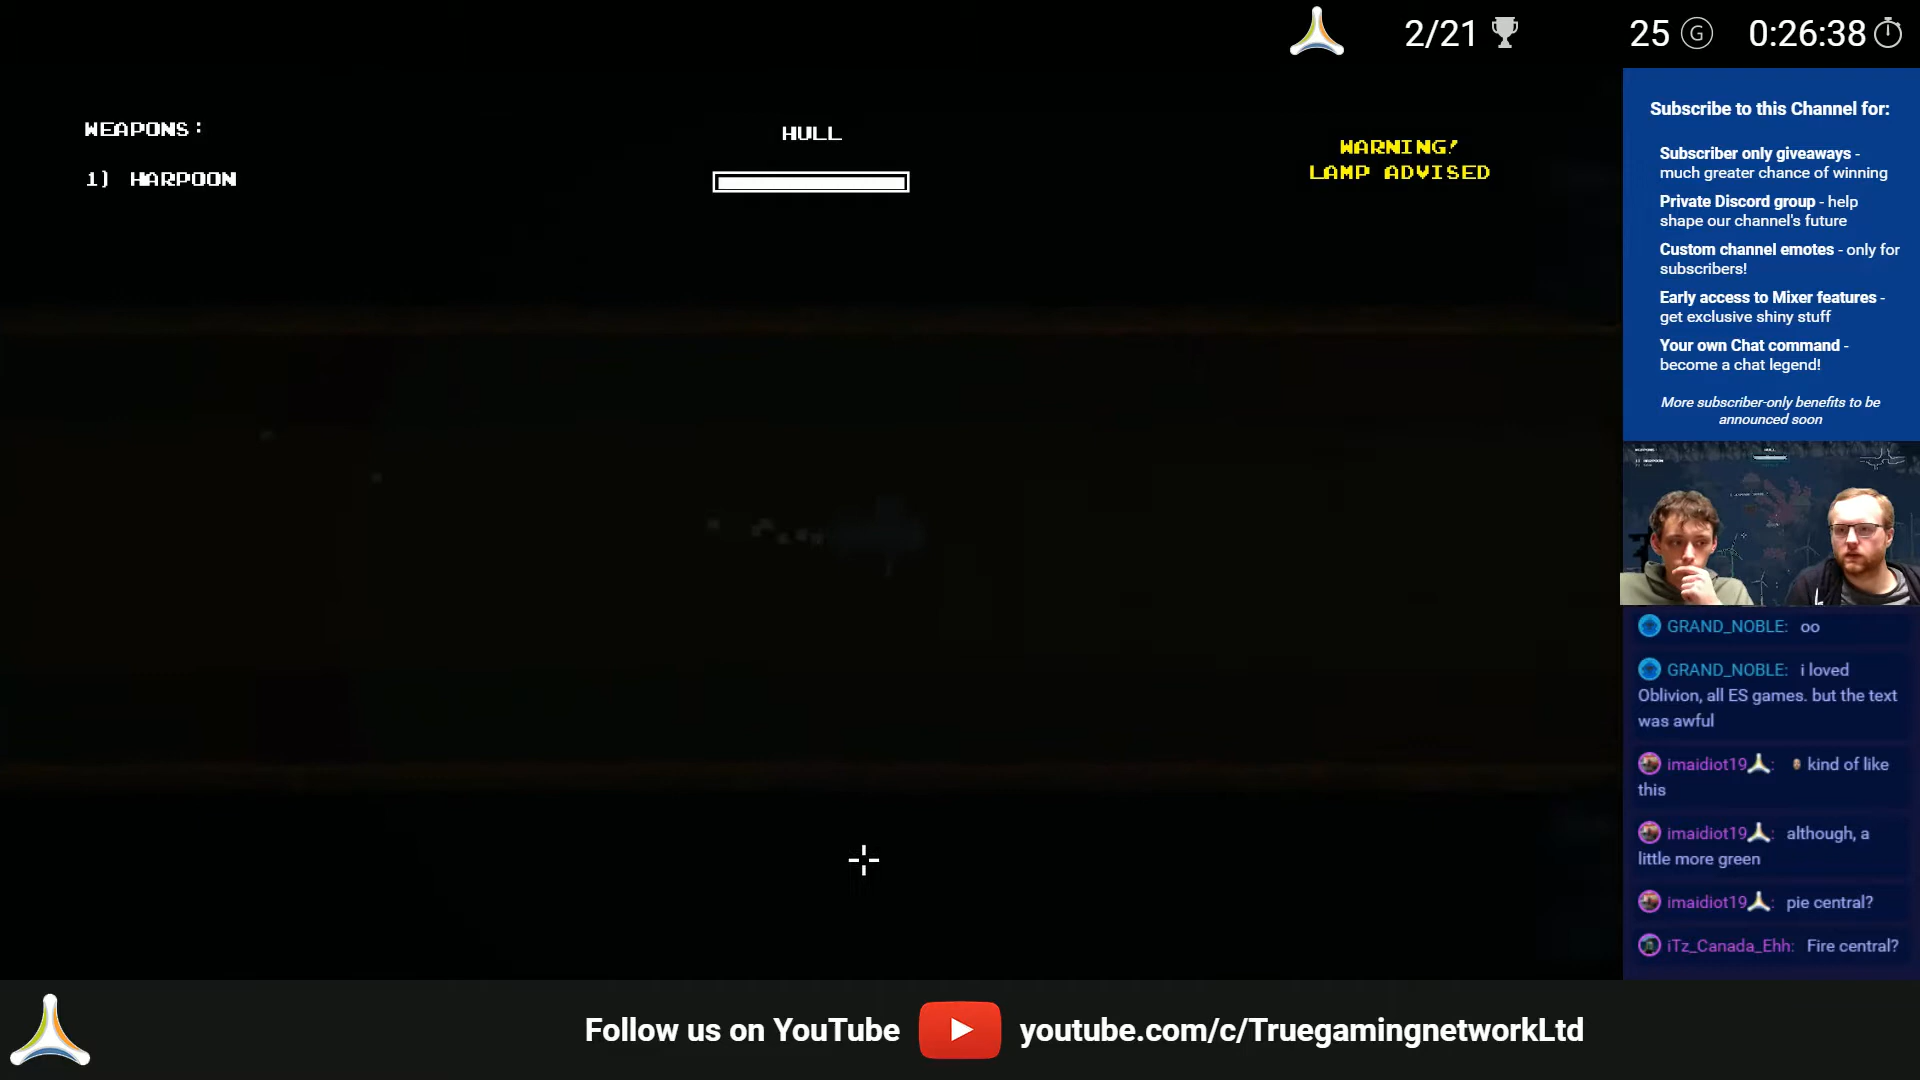 2/21
25 G 0:26:38
WEAPONS:
1) HARPOON
HULL
WARNING!
LAMP ADVISED
Subscribe to this Channel for:
Subscriber only giveaways -
much greater chance of winning
Private Discord group - help
shape our channel's future
Custom channel emotes - only for
subscribers!
Early access to Mixer features -
get exclusive shiny stuff
Your own Chat command -
become a chat legend!
More subscriber-only benefits to be
announced soon
GRAND_NOBLE: oo
GRAND_NOBLE: i loved
Oblivion, all ES games. but the text
was awful
imaidiot19: kind of like
this
imaidiot19: although, a
little more green
imaidiot19: pie central?
iTz_Canada_Ehh: Fire central?
Follow us on YouTube youtube.com/c/TruegamingnetworkLtd